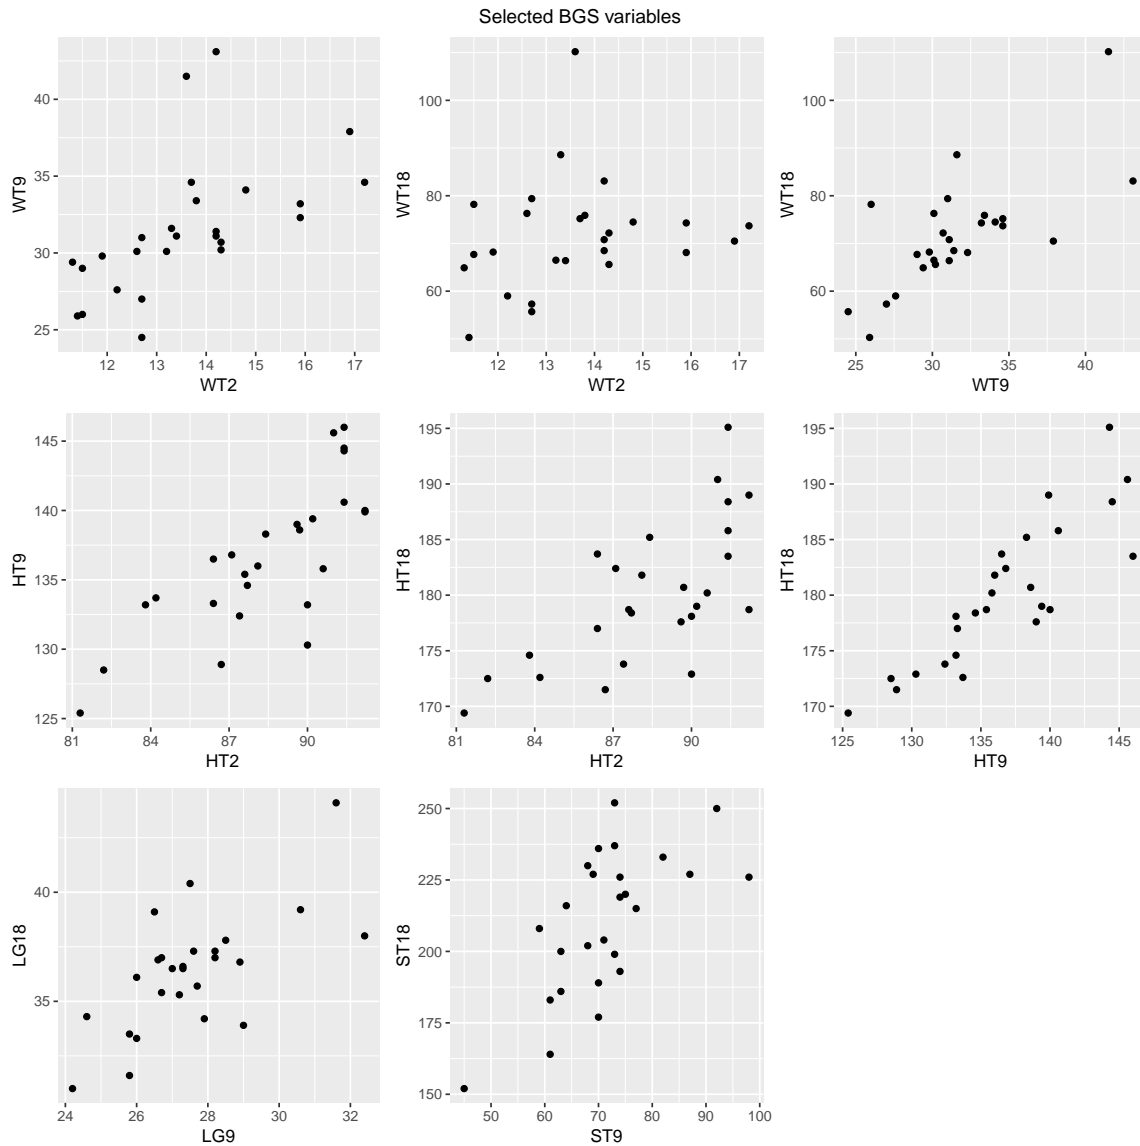 Selected BGS variables
WT9
40
35
30
25
12 13 14 15 16 17
WT2
WT18
100
80
60
12 13 14 15 16 17
WT2
WT18
100
80
60
25 30 35 40
WT9
HT9
145
140
135
130
125
81 84 87 90
HT2
HT18
195
190
185
180
175
170
81 84 87 90
HT2
HT18
195
190
185
180
175
170
125 130 135 140 145
HT9
LG18
40
35
24 26 28 30 32
LG9
ST18
250
225
200
175
150
50 60 70 80 90 100
ST9